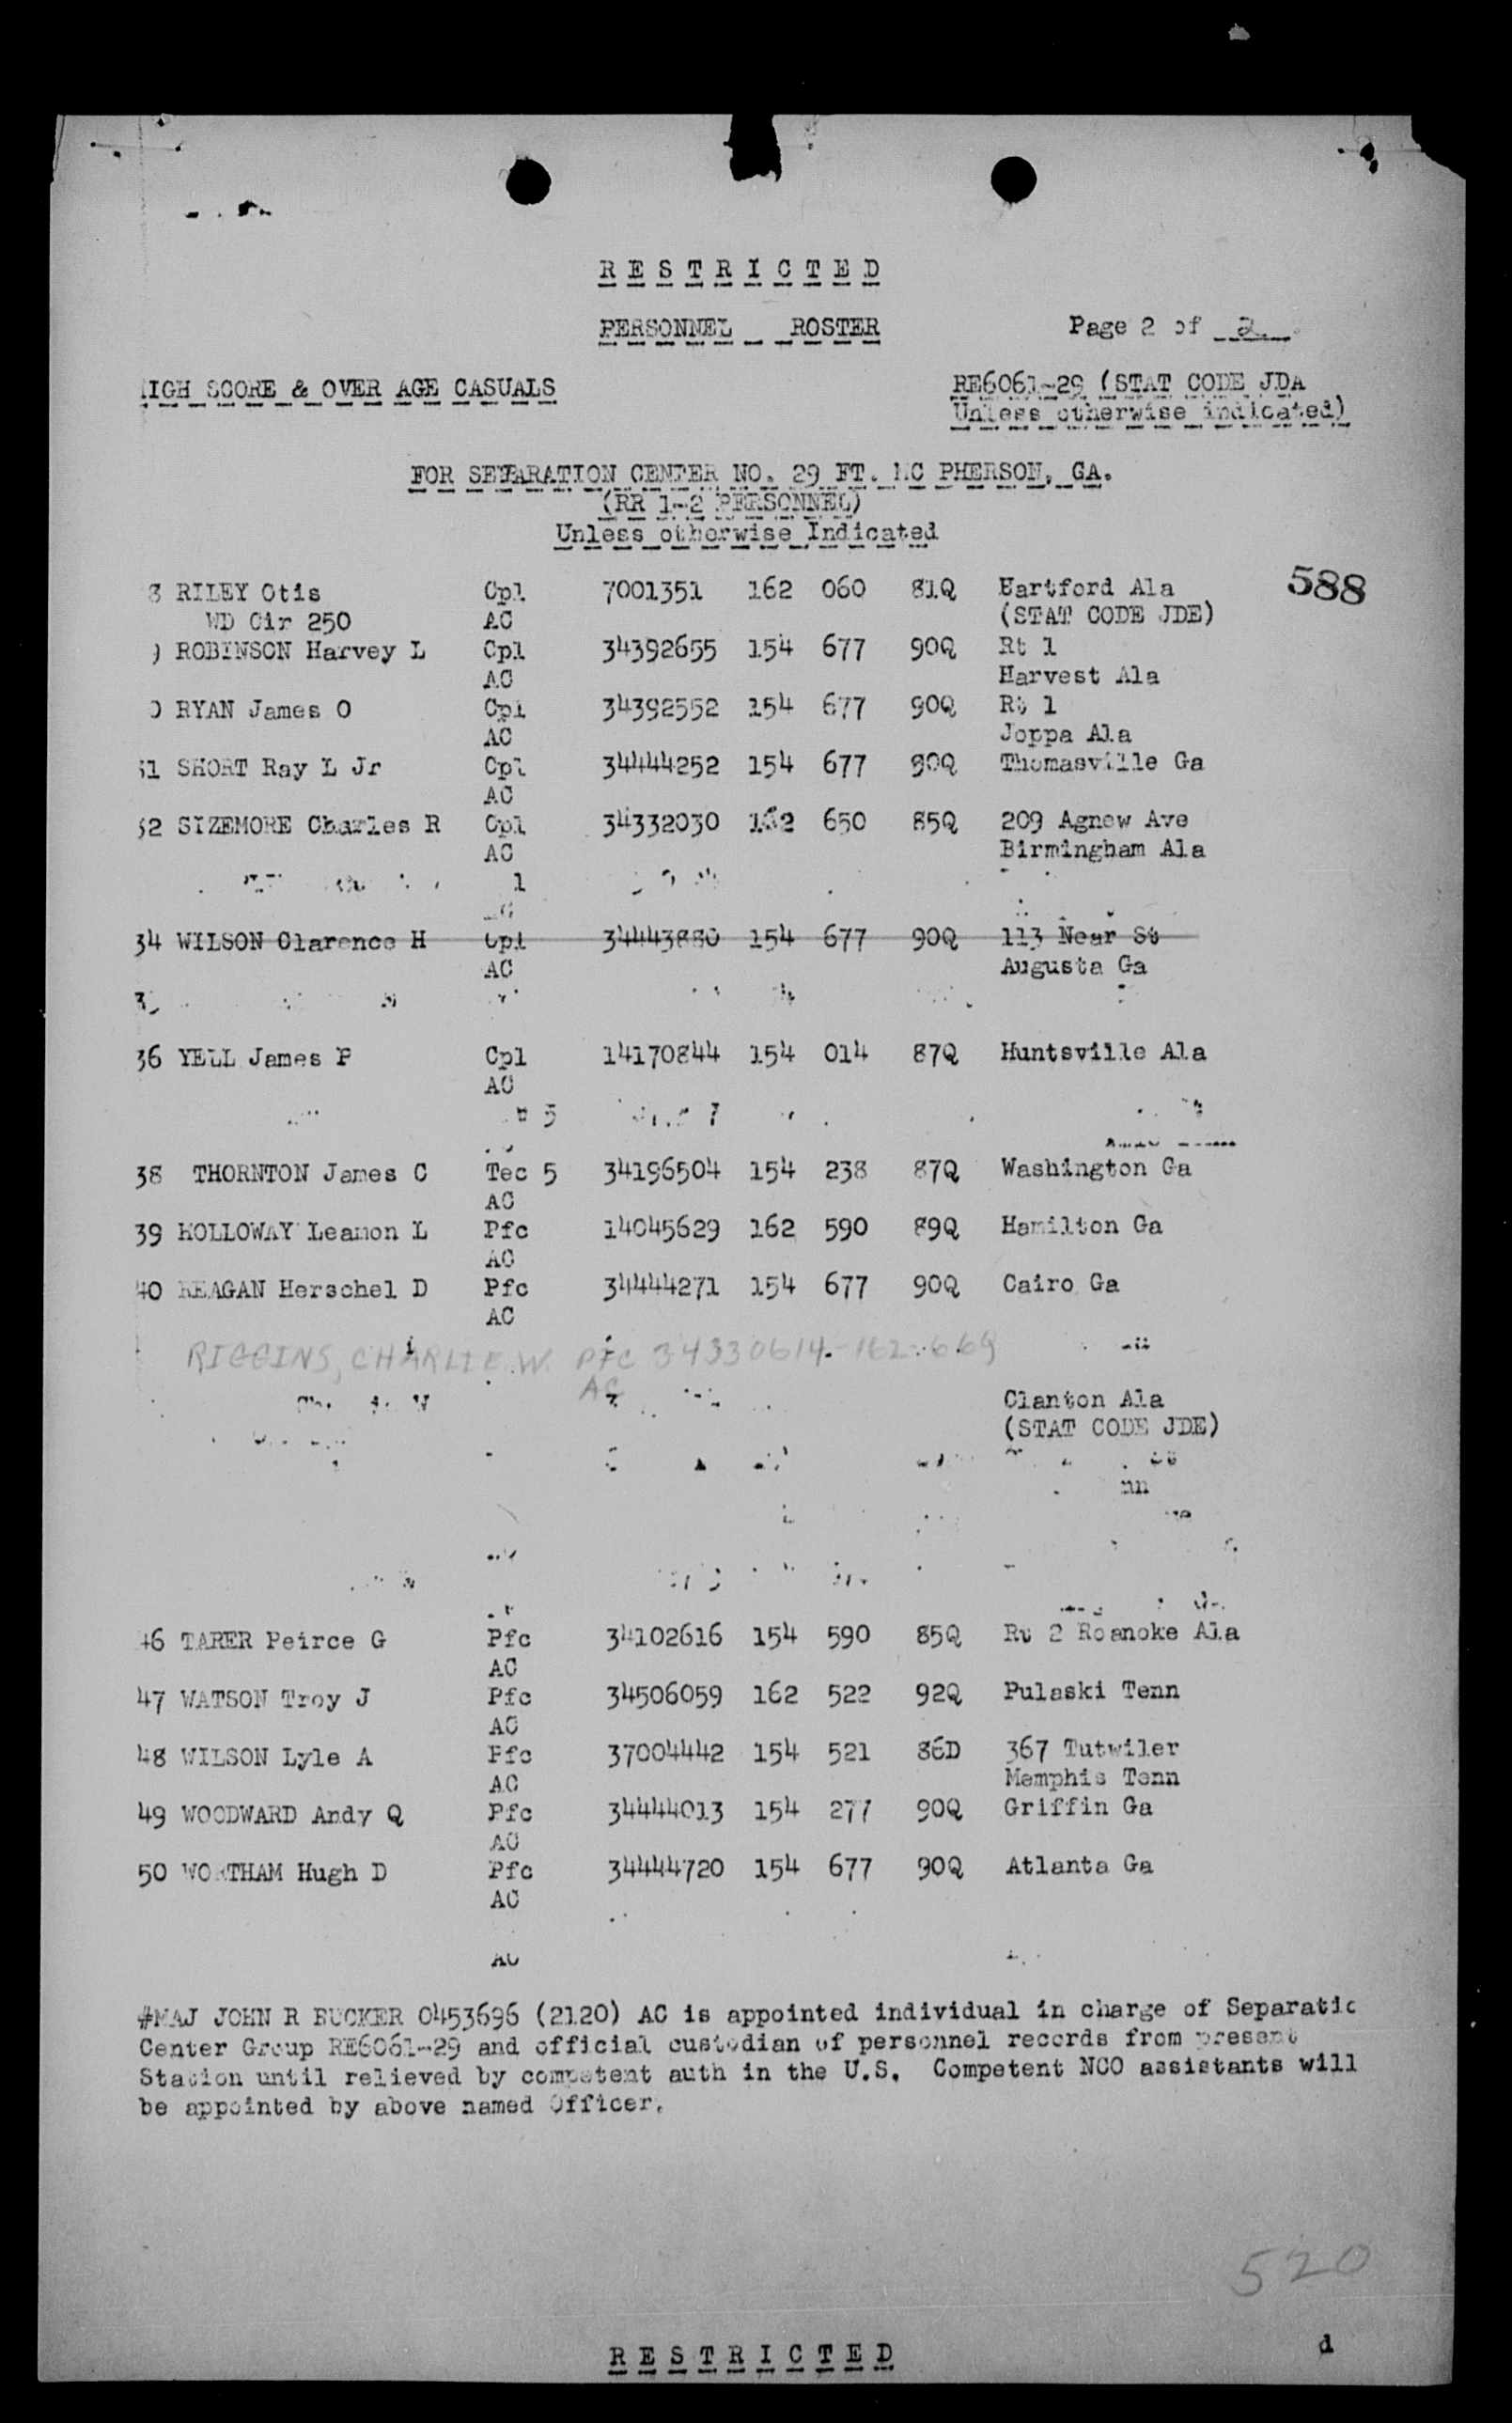 RESTRICTED
PERSONNEL ROSTER Page 2 of 2
HIGH SCORE & OVER AGE CASUALS RE6061-29 (STAT CODE JDA
Unless otherwise indicated)
FOR SEPARATION CENTER NO. 29 FT. MC PHERSON, GA.
(RR 1-2 PERSONNEL)
Unless otherwise Indicated
588
RILEY Otis Cpl 7001351 162 060 81Q Hartford Ala
WD Cir 250 AC (STAT CODE JDE)
ROBINSON Harvey L Cpl 34392655 154 677 90Q Rt 1
AC Harvest Ala
RYAN James O Cpl 34392552 154 677 90Q Rt 1
AC Joppa Ala
31 SHORT Ray L Jr Cpl 34444252 154 677 90Q Thomasville Ga
AC
32 SIZEMORE Charles R Cpl 34332030 162 650 85Q 209 Agnew Ave
AC Birmingham Ala
34 WILSON Clarence H Cpl 34443880 154 677 90Q 113 Near St
AC Augusta Ga
36 YELL James P Cpl 14170844 154 014 87Q Huntsville Ala
AC
38 THORNTON James C Tec 5 34196504 154 238 87Q Washington Ga
AC
39 HOLLOWAY Leamon L Pfc 14045629 162 590 89Q Hamilton Ga
AC
40 REAGAN Herschel D Pfc 34444271 154 677 90Q Cairo Ga
AC
RIGGINS, CHARLIE W. Pfc 34330614-162-669
AC
Clanton Ala
(STAT CODE JDE)
46 TARER Peirce G Pfc 34102616 154 590 85Q Rt 2 Roanoke Ala
AC
47 WATSON Troy J Pfc 34506059 162 522 92Q Pulaski Tenn
AC
48 WILSON Lyle A Pfc 37004442 154 521 86D 367 Tutwiler
AC Memphis Tenn
49 WOODWARD Andy Q Pfc 34444013 154 277 90Q Griffin Ga
AC
50 WORTHAM Hugh D Pfc 34444720 154 677 90Q Atlanta Ga
AC
AC
#MAJ JOHN R BUCKER 0453696 (2120) AC is appointed individual in charge of Separatic
Center Group RE6061-29 and official custodian of personnel records from present
Station until relieved by competent auth in the U.S. Competent NCO assistants will
be appointed by above named Officer.
520
d
RESTRICTED